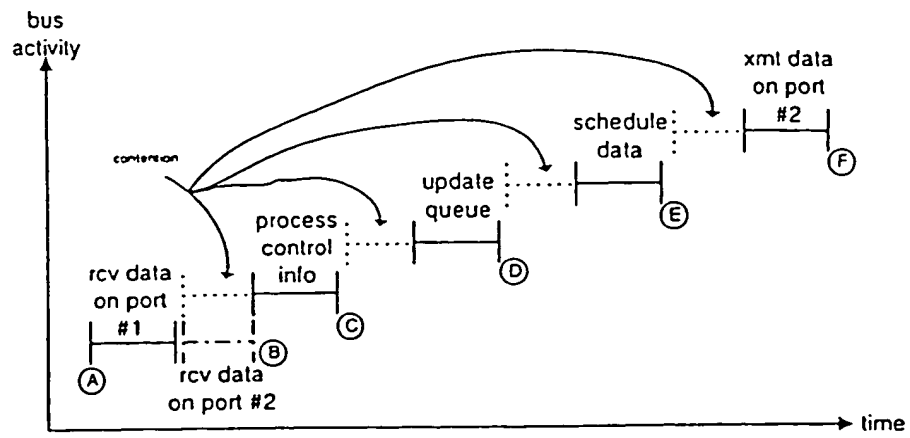 bus
activity
xmt data
on port
#2
schedule
data
F
contention
update
queue
E
process
control
info
D
rcv data
on port
#1
C
B
A
rcv data
on port #2
time